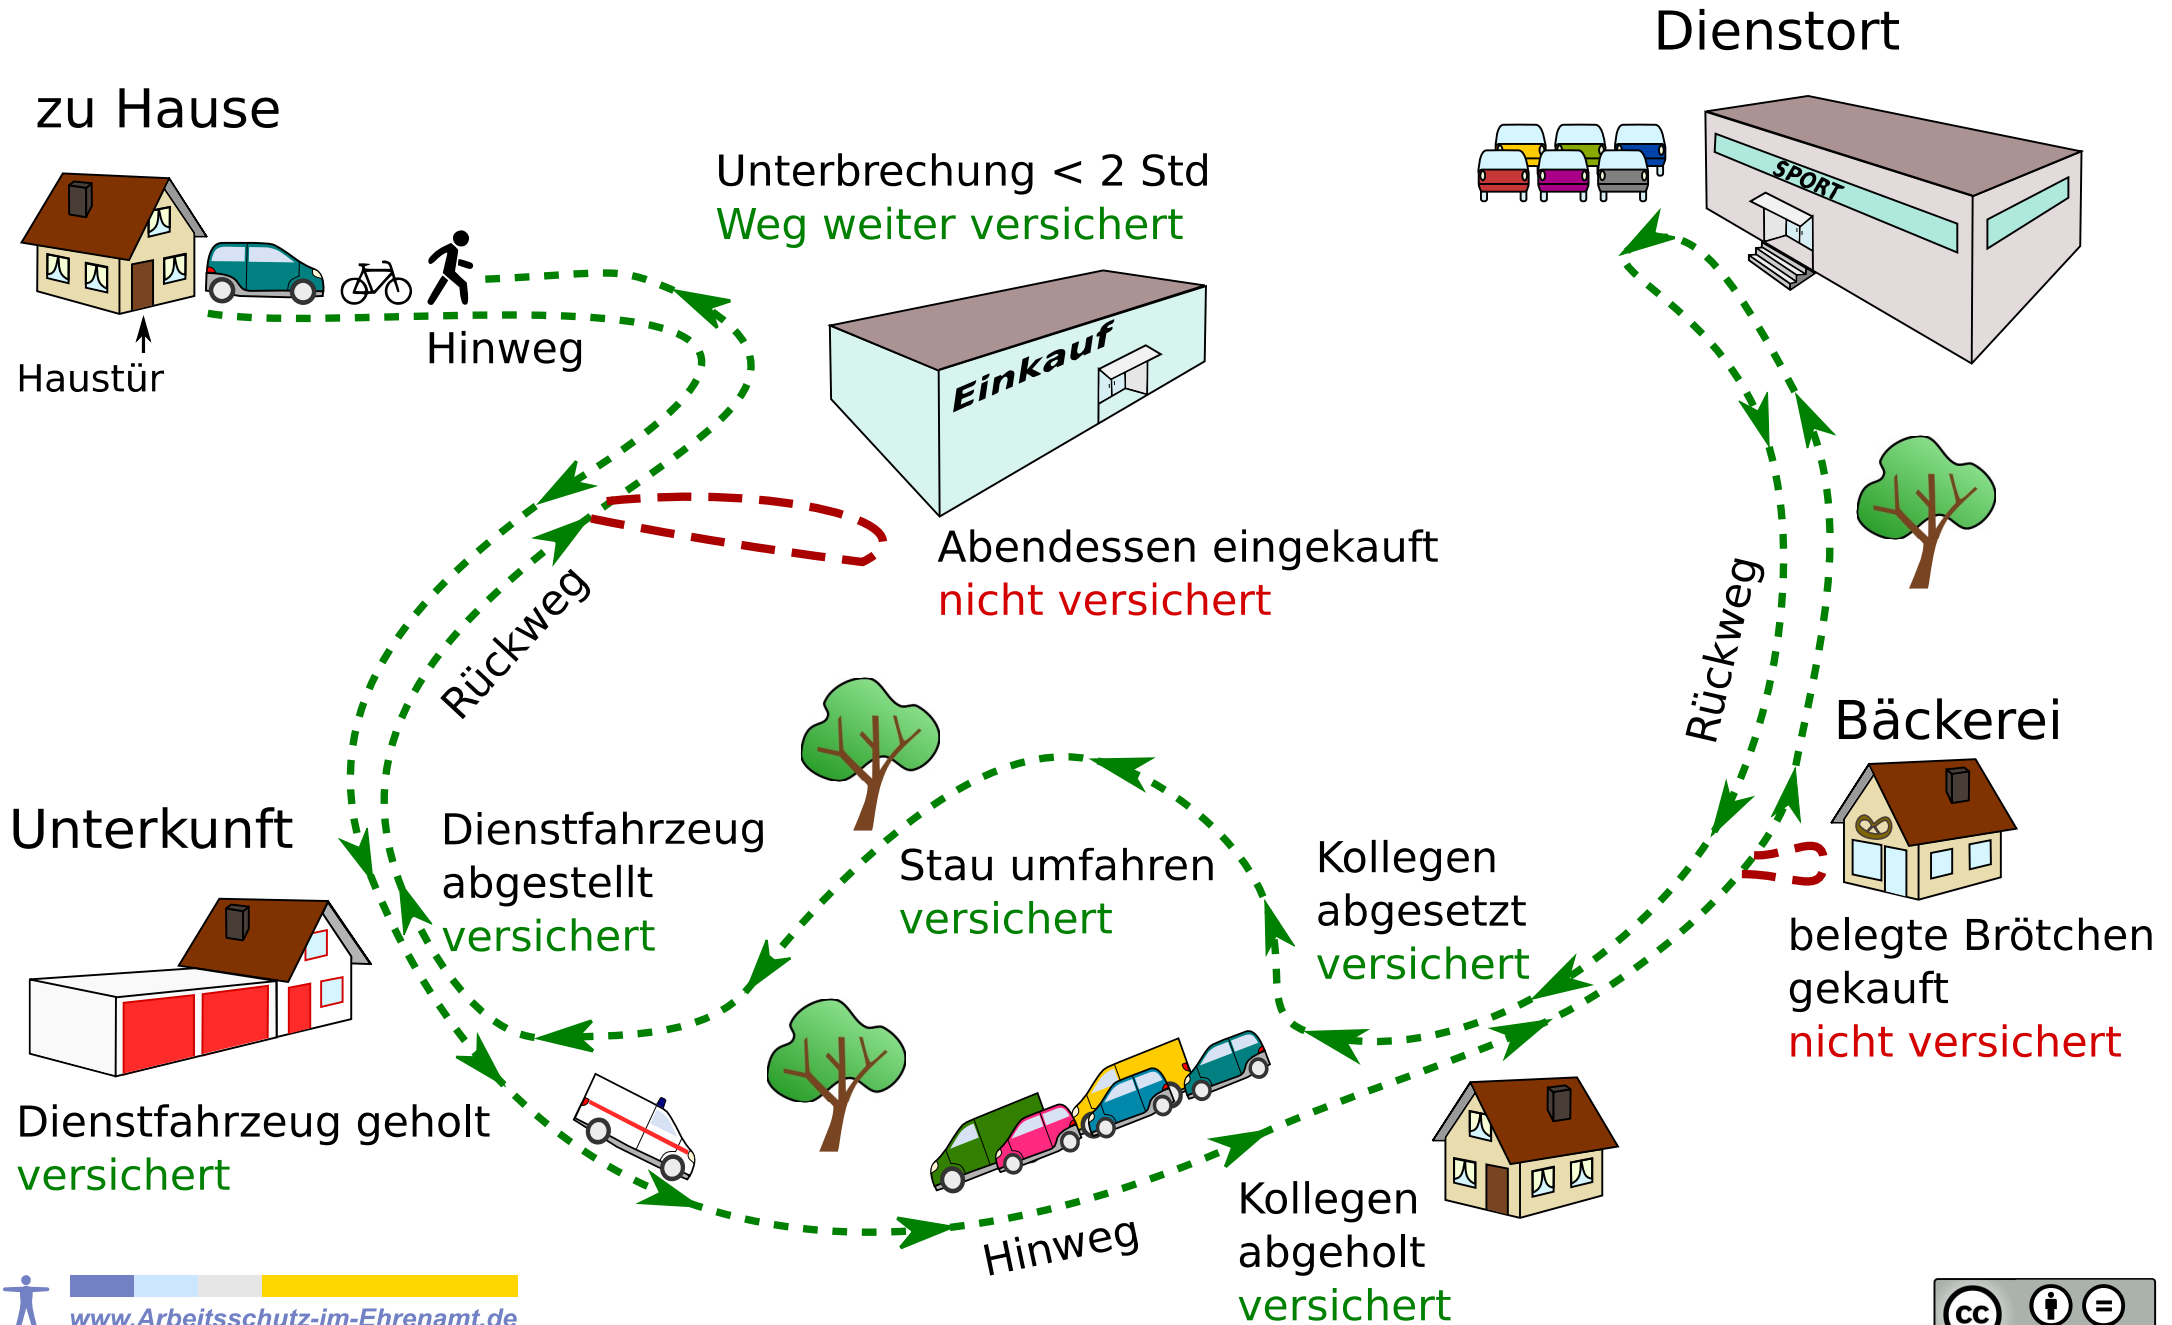 Dienstort
zu Hause
Unterbrechung < 2 Std
Weg weiter versichert
SPORT
Hinweg
Haustür
Einkauf
Abendessen eingekauft
nicht versichert
Rückweg
Rückweg
Bäckerei
Unterkunft
Dienstfahrzeug
abgestellt
versichert
Stau umfahren
versichert
Kollegen
abgesetzt
versichert
belegte Brötchen
gekauft
nicht versichert
Dienstfahrzeug geholt
versichert
Hinweg
Kollegen
abgeholt
versichert
www.Arbeitsschutz-im-Ehrenamt.de
cc